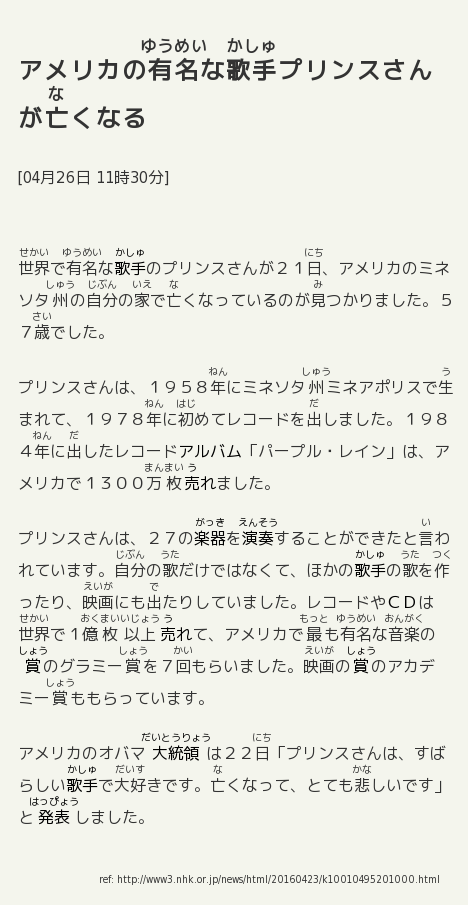 アメリカの有名な歌手プリンスさん
が亡くなる
[04月26日 11時30分]
世界で有名な歌手のプリンスさんが２１日、アメリカのミネ
ソタ州の自分の家で亡くなっているのが見つかりました。５
７歳でした。
プリンスさんは、１９５８年にミネソタ州ミネアポリスで生
まれて、１９７８年に初めてレコードを出しました。１９８
４年に出したレコードアルバム「パープル・レイン」は、ア
メリカで１３００万枚売れました。
プリンスさんは、２７の楽器を演奏することができたと言わ
れています。自分の歌だけではなくて、ほかの歌手の歌を作
ったり、映画にも出たりしていました。レコードやＣＤは
世界で１億枚以上売れて、アメリカで最も有名な音楽の
賞のグラミー賞を７回もらいました。映画の賞のアカデ
ミー賞ももらっています。
アメリカのオバマ大統領は２２日「プリンスさんは、すば
らしい歌手で大好きです。亡くなって、とても悲しいです」
と発表しました。
ref: http://www3.nhk.or.jp/news/html/20160423/k10010495201000.html